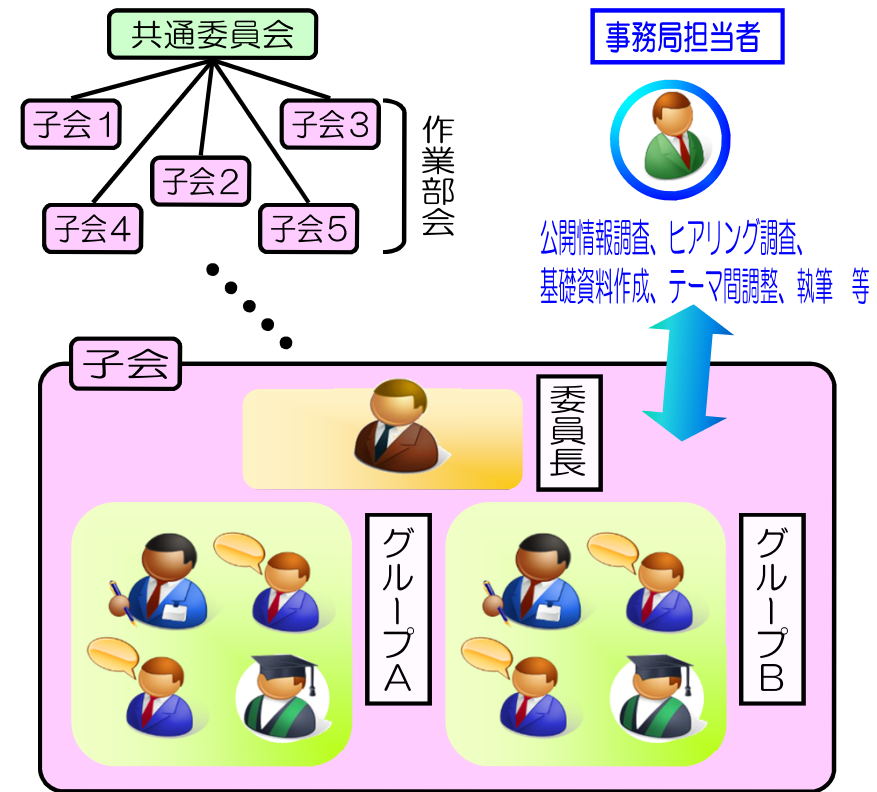 共通委員会
子会1
子会3
子会2
子会4
子会5
作業部会
事務局担当者
公開情報調査、ヒアリング調査、
基礎資料作成、テーマ間調整、執筆　等
子会
委員長
グループA
グループB